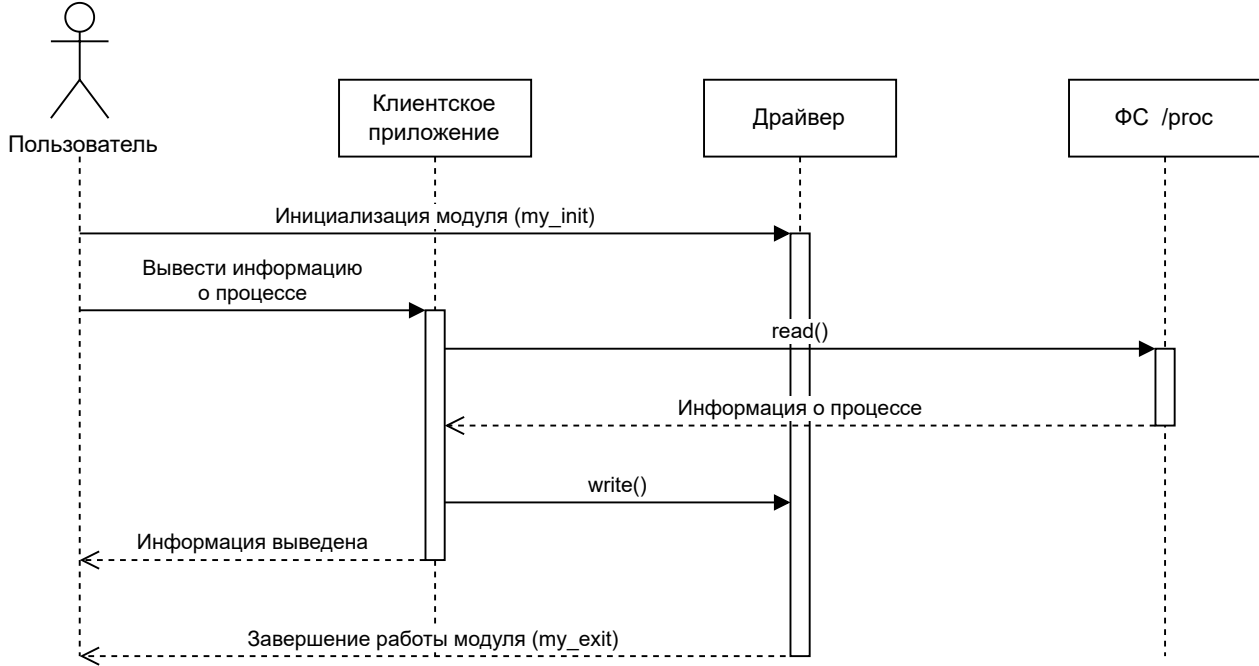 Пользователь
Клиентское
приложение
Драйвер
ФС /proc
Инициализация модуля (my_init)
Вывести информацию
о процессе
read()
Информация о процессе
write()
Информация выведена
Завершение работы модуля (my_exit)